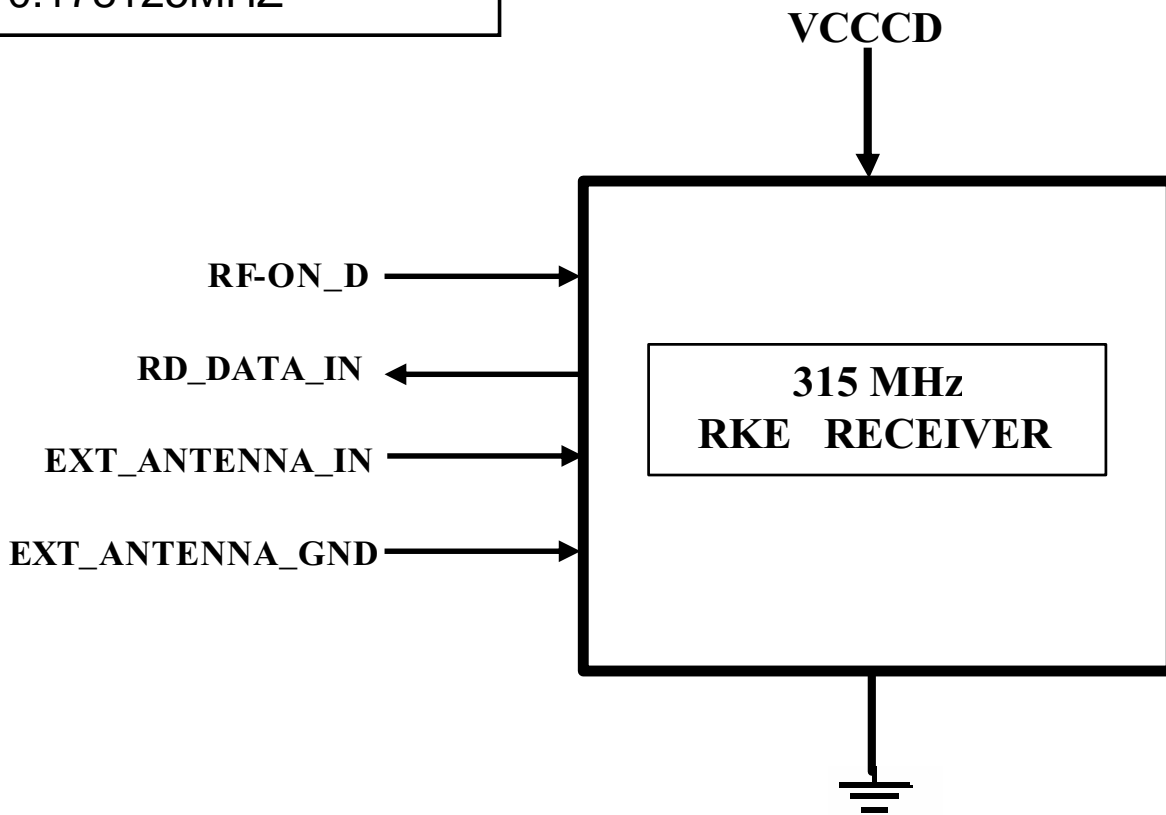 VCCCD
RF-ON_D
RD_DATA_IN
315 MHz
RKE RECEIVER
EXT_ANTENNA_IN
EXT_ANTENNA_GND